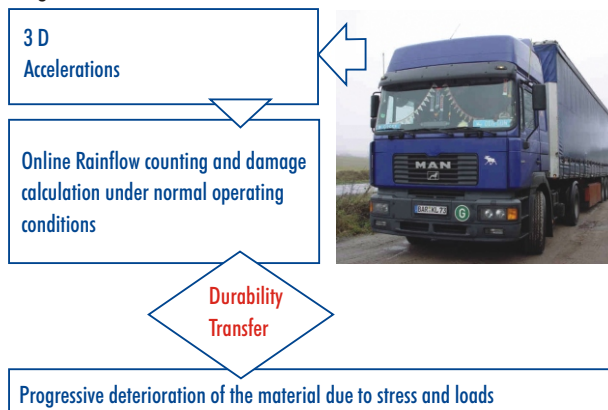 3 D
Accelerations
Online Rainflow counting and damage
calculation under normal operating
conditions
MAN
G
Durability
Transfer
Progressive deterioration of the material due to stress and loads